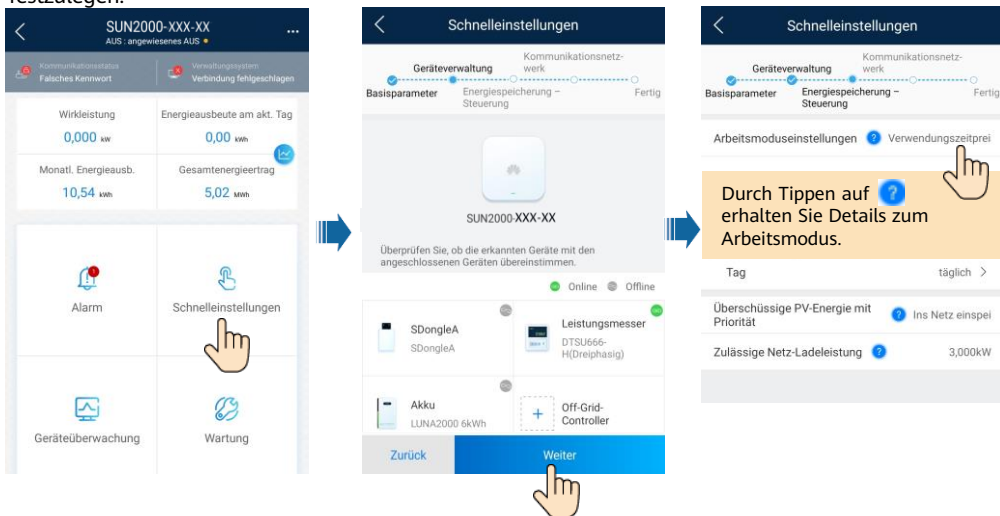 festzulegen.
SUN2000-XXX-XX
AUS : angewiesenes AUS
Kommunikationsstatus
Falsches Kennwort
Verwaltungssystem
Verbindung fehlgeschlagen
Wirkleistung
0,000 kW
Energieausbeute am akt. Tag
0,00 kWh
Monatl. Energieausb.
10,54 kWh
Gesamtenergieertrag
5,02 MWh
Alarm
Schnelleinstellungen
Geräteüberwachung
Wartung
Schnelleinstellungen
Geräteverwaltung
Kommunikationsnetz-
werk
Basisparameter
Energiespeicherung –
Steuerung
Fertig
SUN2000-XXX-XX
Überprüfen Sie, ob die erkannten Geräte mit den
angeschlossenen Geräten übereinstimmen.
Online
Offline
SDongleA
SDongleA
Leistungsmesser
DTSU666-
H(Dreiphasig)
Akku
LUNA2000 6kWh
+
Off-Grid-
Controller
Zurück
Weiter
Schnelleinstellungen
Geräteverwaltung
Kommunikationsnetz-
werk
Basisparameter
Energiespeicherung –
Steuerung
Fertig
Arbeitsmoduseinstellungen ? Verwendungszeitprei
Durch Tippen auf ?
erhalten Sie Details zum
Arbeitsmodus.
Tag täglich >
Überschüssige PV-Energie mit
Priorität ? Ins Netz einspei
Zulässige Netz-Ladeleistung ? 3,000kW